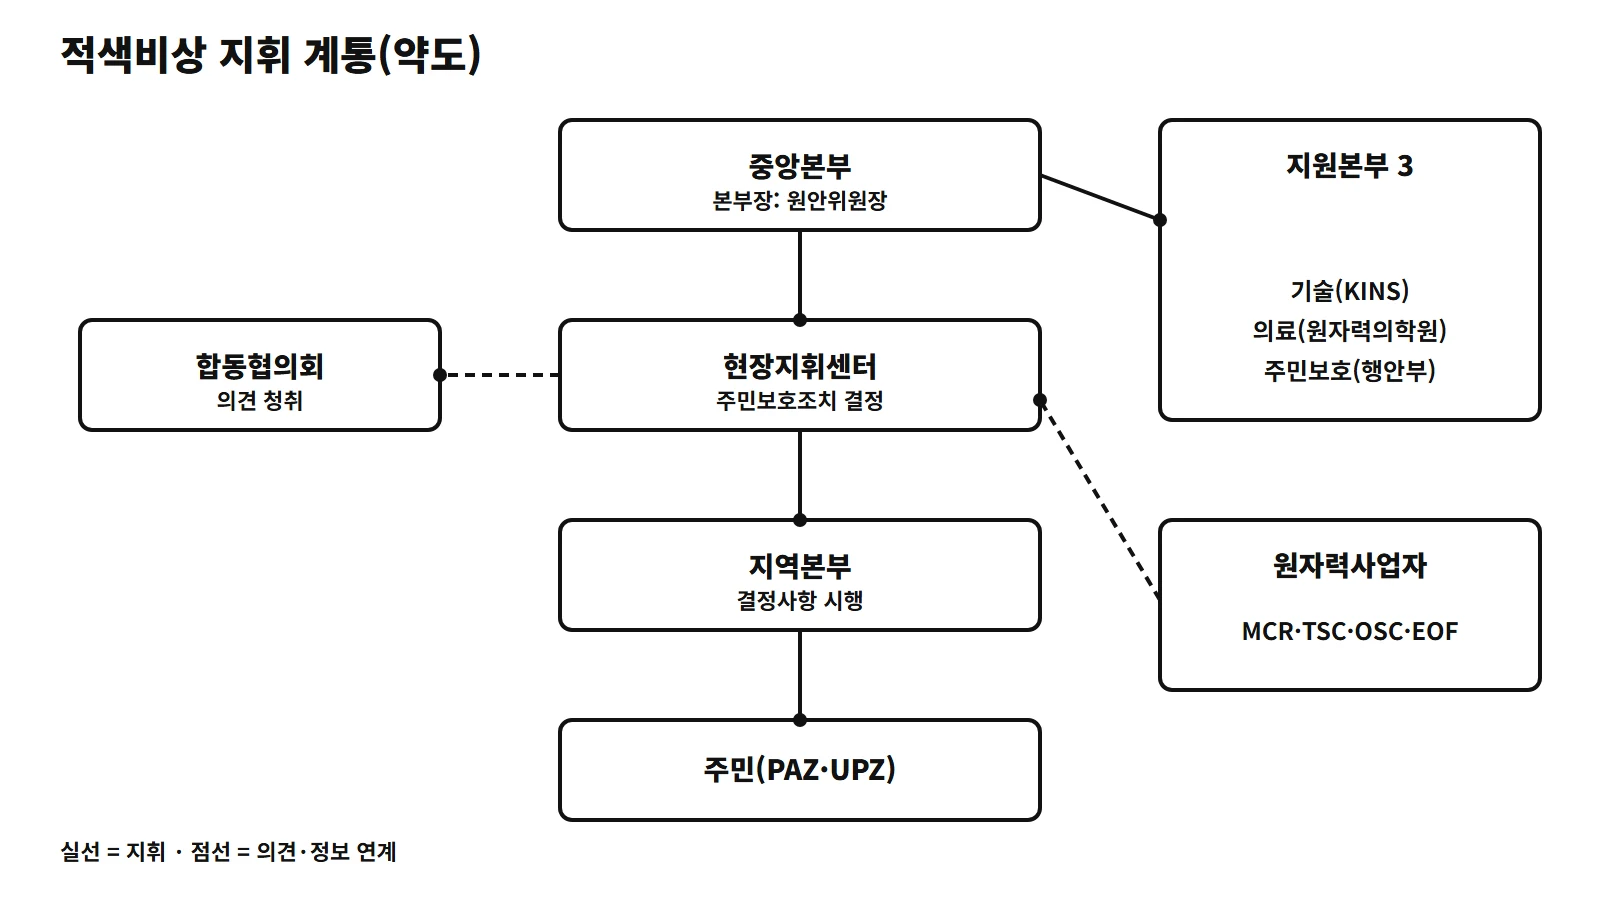 적색비상 지휘 계통(약도)
중앙본부
본부장: 원안위원장
지원본부 3
기술(KINS)
의료(원자력의학원)
주민보호(행안부)
합동협의회
의견 청취
현장지휘센터
주민보호조치 결정
지역본부
결정사항 시행
원자력사업자
MCR·TSC·OSC·EOF
주민(PAZ·UPZ)
실선 = 지휘 · 점선 = 의견·정보 연계